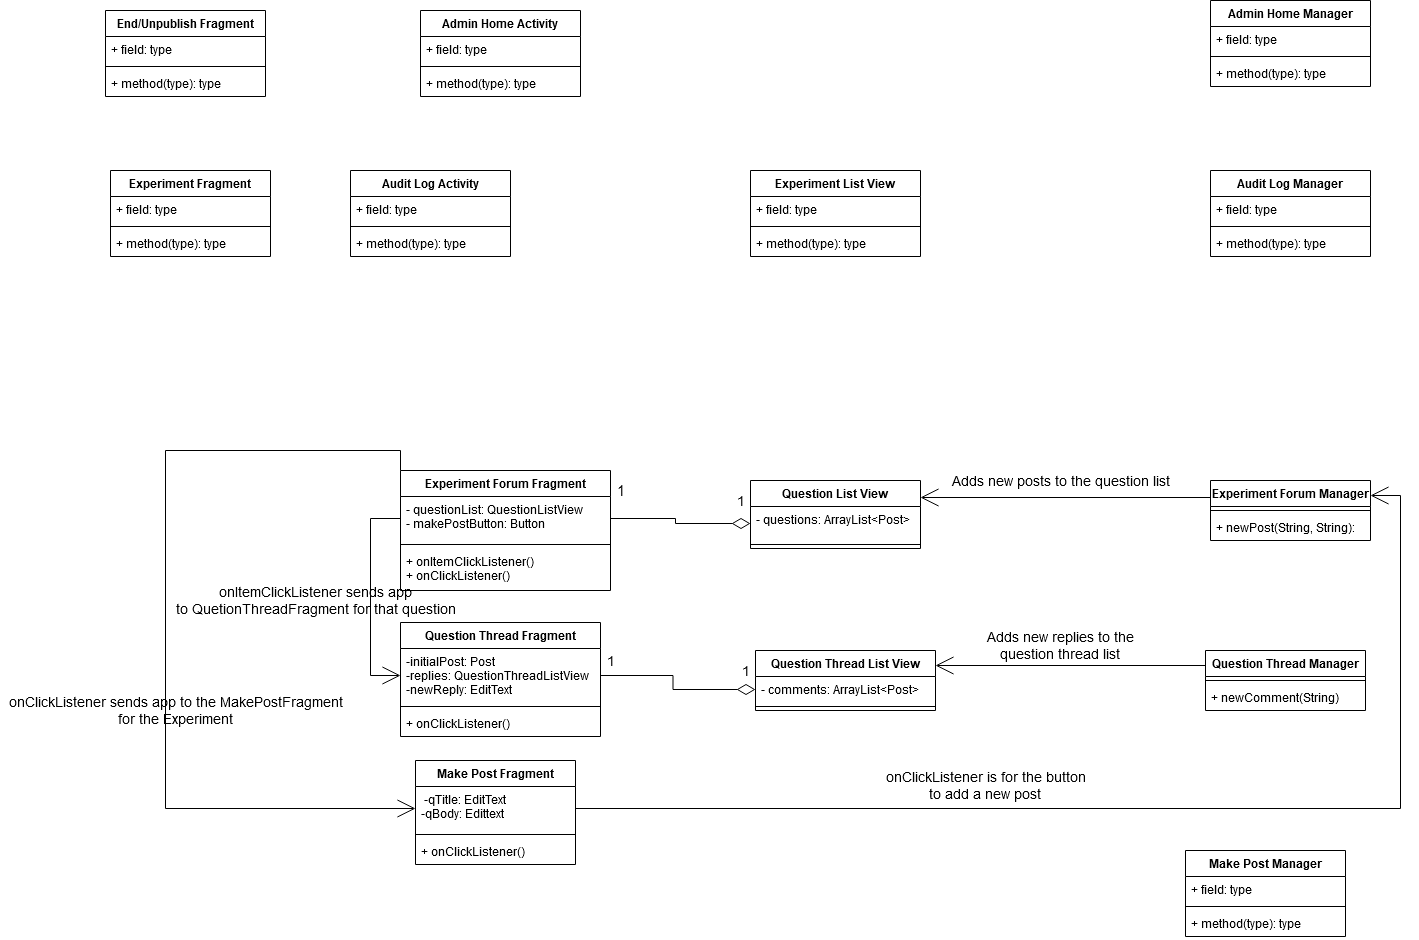 End/Unpublish Fragment
+ field: type
+ method(type): type
Admin Home Activity
+ field: type
+ method(type): type
Admin Home Manager
+ field: type
+ method(type): type
Experiment Fragment
+ field: type
+ method(type): type
Audit Log Activity
+ field: type
+ method(type): type
Experiment List View
+ field: type
+ method(type): type
Audit Log Manager
+ field: type
+ method(type): type
Experiment Forum Fragment
- questionList: QuestionListView
- makePostButton: Button
+ onItemClickListener()
+ onClickListener()
1
1
Question List View
- questions: ArrayList<Post>
Adds new posts to the question list
Experiment Forum Manager
+ newPost(String, String):
onItemClickListener sends app
to QuetionThreadFragment for that question
Question Thread Fragment
-initialPost: Post
-replies: QuestionThreadListView
-newReply: EditText
+ onClickListener()
1
1
Question Thread List View
- comments: ArrayList<Post>
Adds new replies to the
question thread list
Question Thread Manager
+ newComment(String)
onClickListener sends app to the MakePostFragment
for the Experiment
Make Post Fragment
-qTitle: EditText
-qBody: Edittext
+ onClickListener()
onClickListener is for the button
to add a new post
Make Post Manager
+ field: type
+ method(type): type